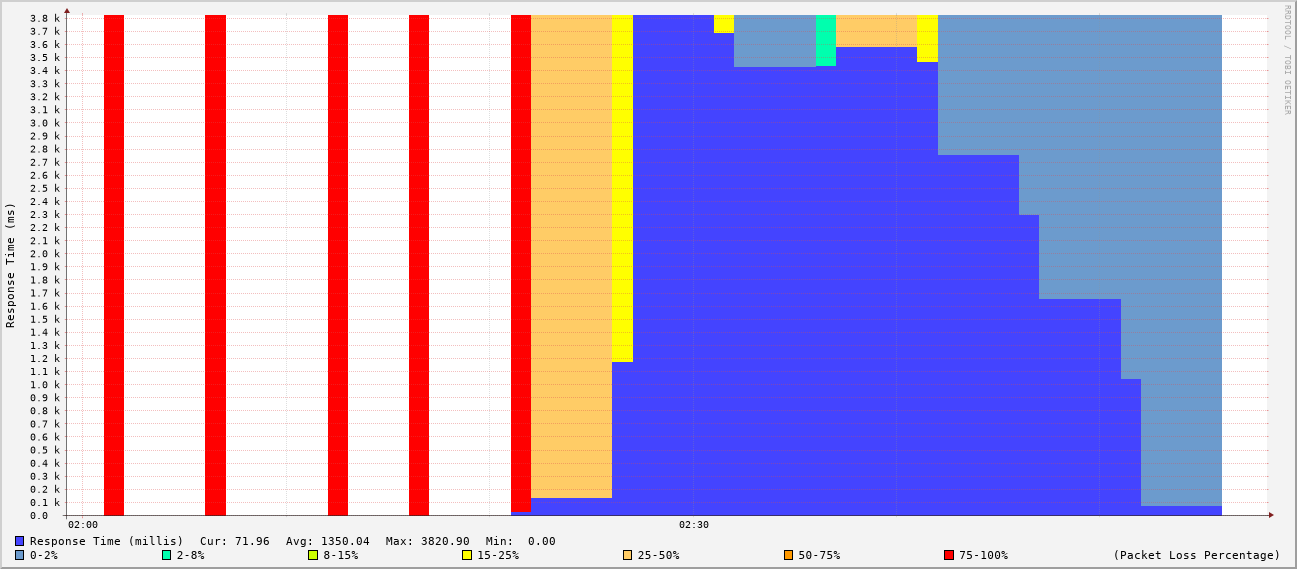 RRDTOOL / TOBI OETIKER
Response Time (ms)
3.8 k
3.7 k
3.6 k
3.5 k
3.4 k
3.3 k
3.2 k
3.1 k
3.0 k
2.9 k
2.8 k
2.7 k
2.6 k
2.5 k
2.4 k
2.3 k
2.2 k
2.1 k
2.0 k
1.9 k
1.8 k
1.7 k
1.6 k
1.5 k
1.4 k
1.3 k
1.2 k
1.1 k
1.0 k
0.9 k
0.8 k
0.7 k
0.6 k
0.5 k
0.4 k
0.3 k
0.2 k
0.1 k
0.0
02:00 02:30
Response Time (millis) Cur: 71.96 Avg: 1350.04 Max: 3820.90 Min: 0.00
0-2% 2-8% 8-15% 15-25% 25-50% 50-75% 75-100% (Packet Loss Percentage)